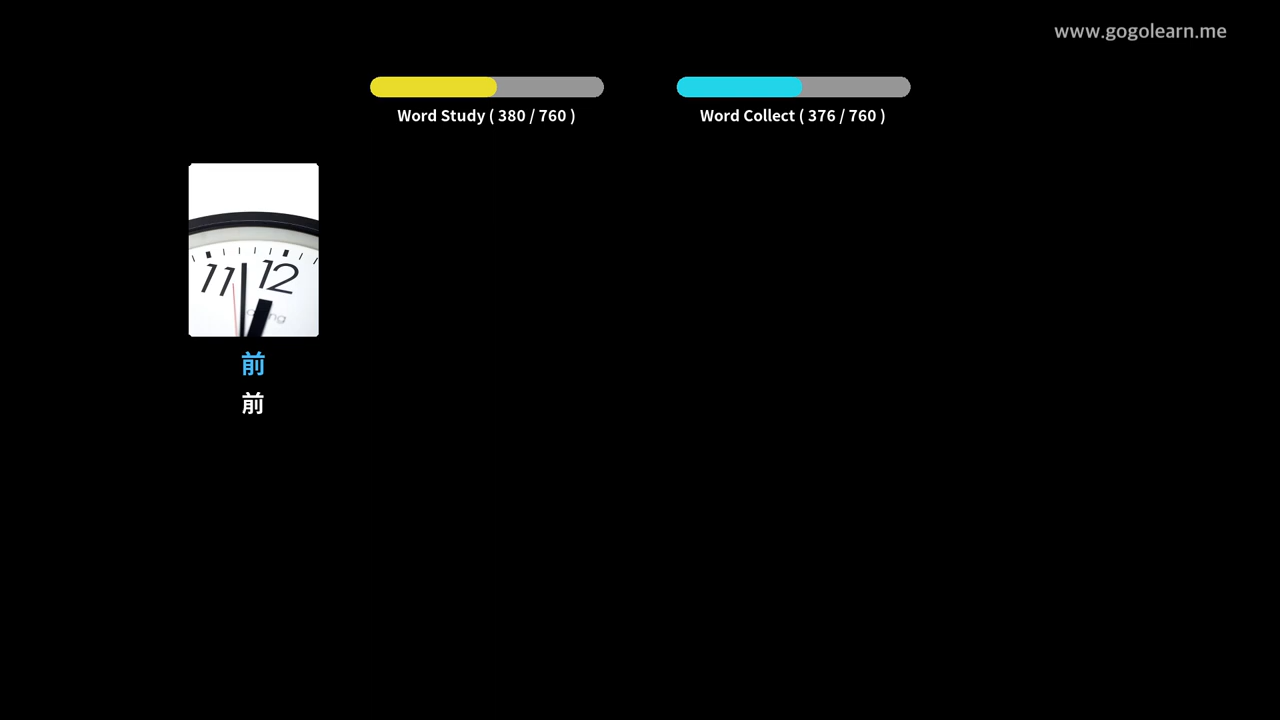 www.gogolearn.me
Word Study ( 380 / 760 )
Word Collect ( 376 / 760 )
11 12
前
前